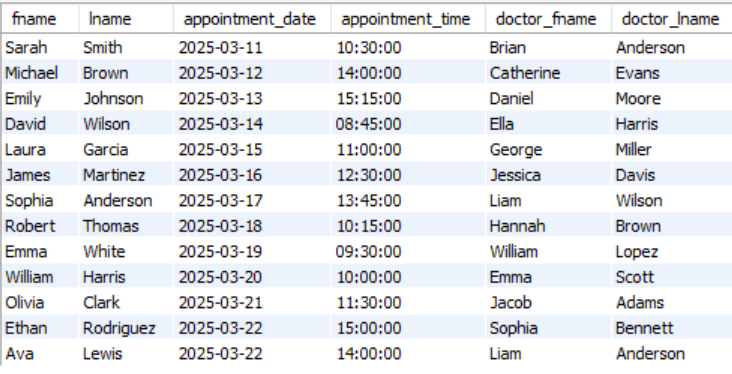 fname lname appointment_date appointment_time doctor_fname doctor_lname
Sarah Smith 2025-03-11 10:30:00 Brian Anderson
Michael Brown 2025-03-12 14:00:00 Catherine Evans
Emily Johnson 2025-03-13 15:15:00 Daniel Moore
David Wilson 2025-03-14 08:45:00 Ella Harris
Laura Garcia 2025-03-15 11:00:00 George Miller
James Martinez 2025-03-16 12:30:00 Jessica Davis
Sophia Anderson 2025-03-17 13:45:00 Liam Wilson
Robert Thomas 2025-03-18 10:15:00 Hannah Brown
Emma White 2025-03-19 09:30:00 William Lopez
William Harris 2025-03-20 10:00:00 Emma Scott
Olivia Clark 2025-03-21 11:30:00 Jacob Adams
Ethan Rodriguez 2025-03-22 15:00:00 Sophia Bennett
Ava Lewis 2025-03-22 14:00:00 Liam Anderson